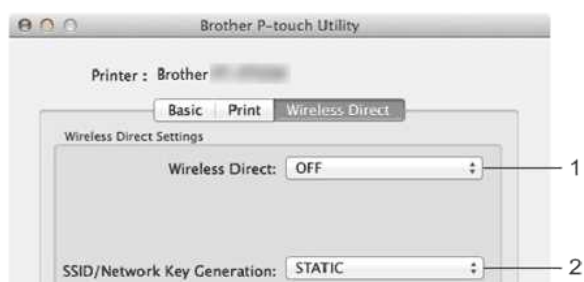 Brother P-touch Utility
Printer : Brother
Basic Print Wireless Direct
Wireless Direct Settings
Wireless Direct: OFF 1
SSID/Network Key Generation: STATIC 2